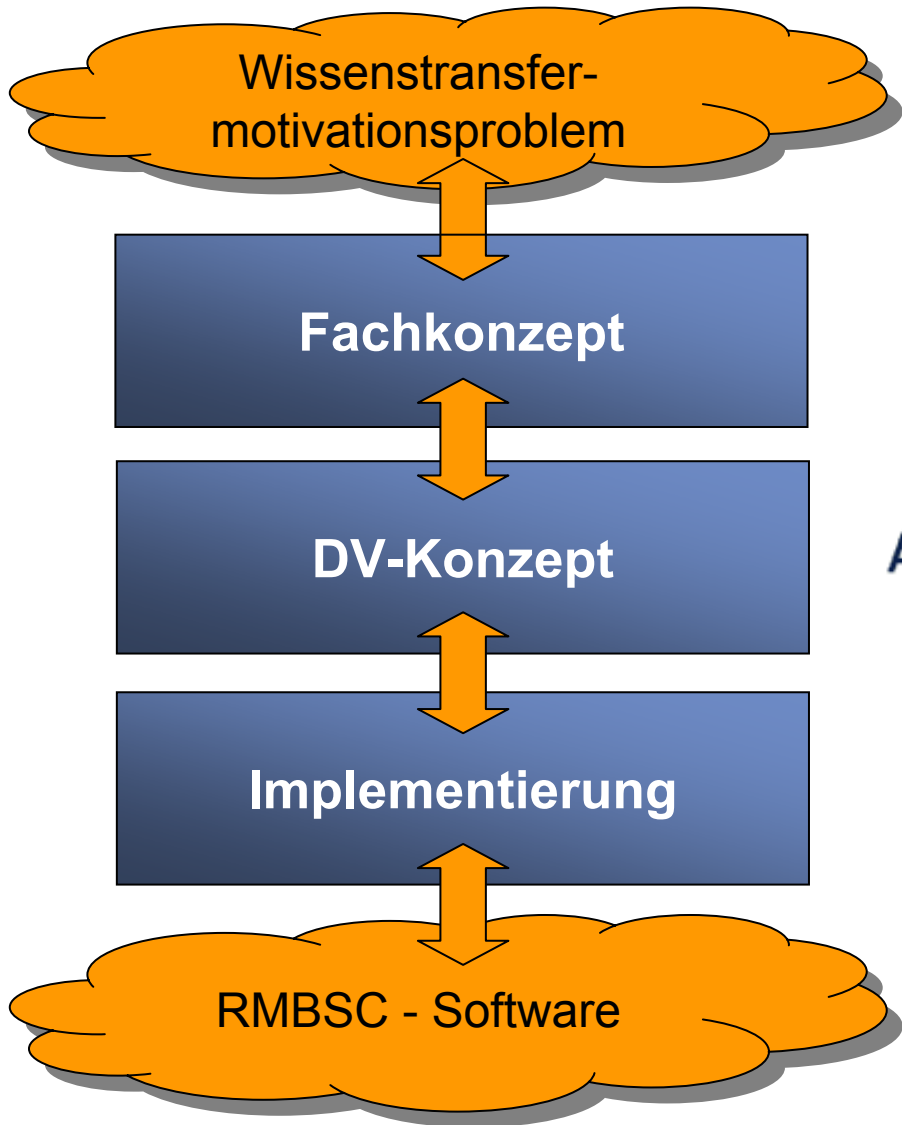 Wissenstransfer-
motivationsproblem
Fachkonzept
DV-Konzept
A
Implementierung
RMBSC - Software